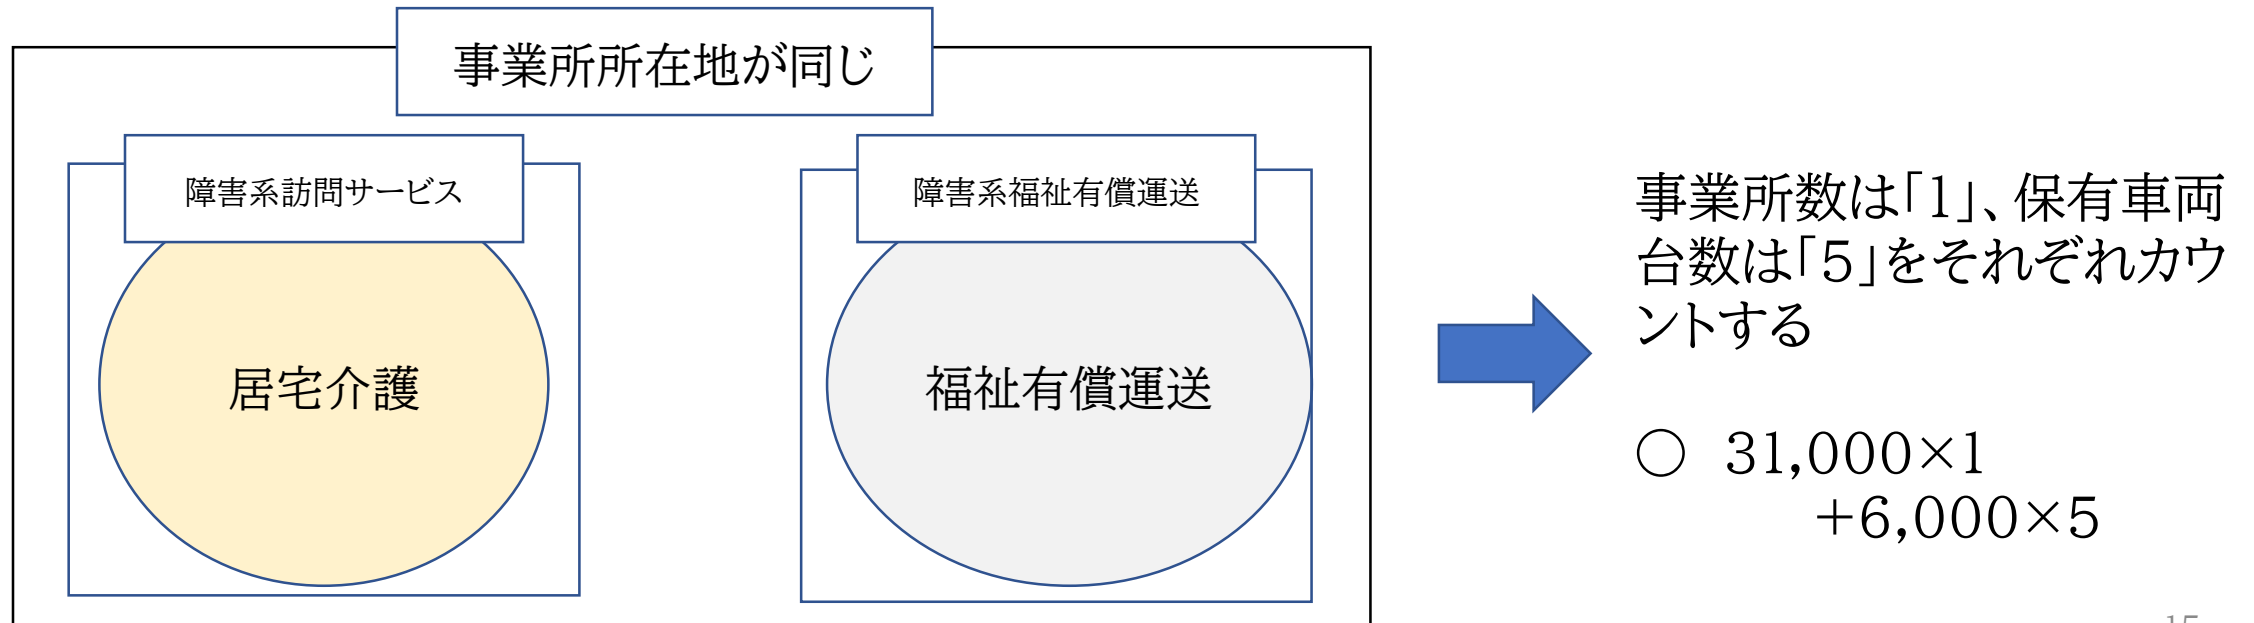 事業所所在地が同じ
障害系訪問サービス
障害系福祉有償運送
居宅介護
福祉有償運送
事業所数は「1」、保有車両
台数は「5」をそれぞれカウ
ントする
○ 31,000×1
+6,000×5
15